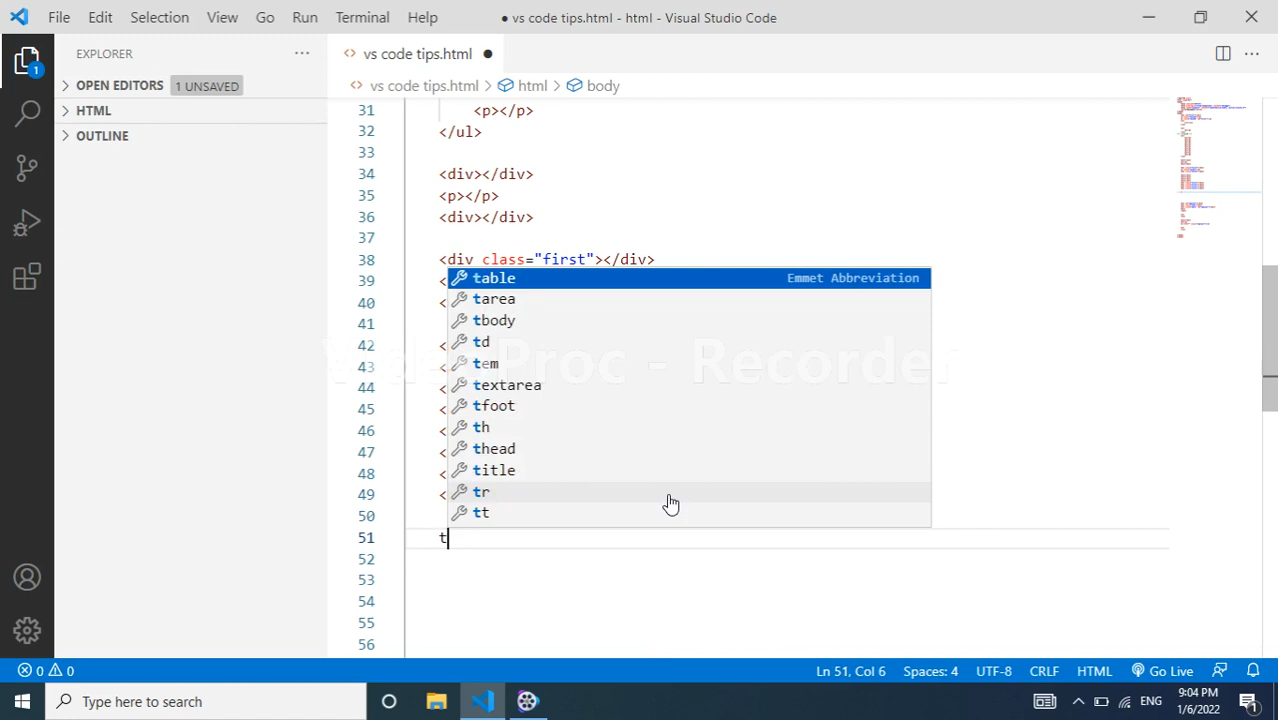 File Edit Selection View Go Run Terminal Help
● vs code tips.html - html - Visual Studio Code
EXPLORER
OPEN EDITORS 1 UNSAVED
HTML
OUTLINE
1
vs code tips.html
vs code tips.html > html > body
31 <p></p>
32 </ul>
33
34 <div></div>
35 <p></p>
36 <div></div>
37
38 <div class="first"></div>
39 <
40 <
41
42 <
43 <
44 <
45 <
46 <
47 <
48 <
49 <
50
51 t
52
53
54
55
56
table Emmet Abbreviation
tarea
tbody
td
tem
textarea
tfoot
th
thead
title
tr
tt
VideoProc - Recorder
0 0
Ln 51, Col 6 Spaces: 4 UTF-8 CRLF HTML Go Live
Type here to search
ENG
9:04 PM
1/6/2022
1